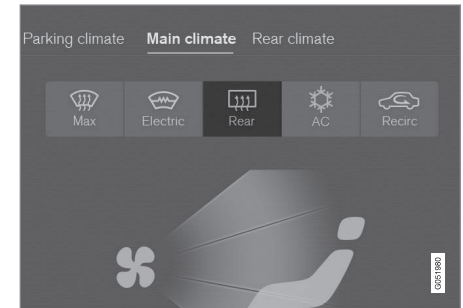 Parking climate Main climate Rear climate
Max Electric Rear AC Recirc
G051980